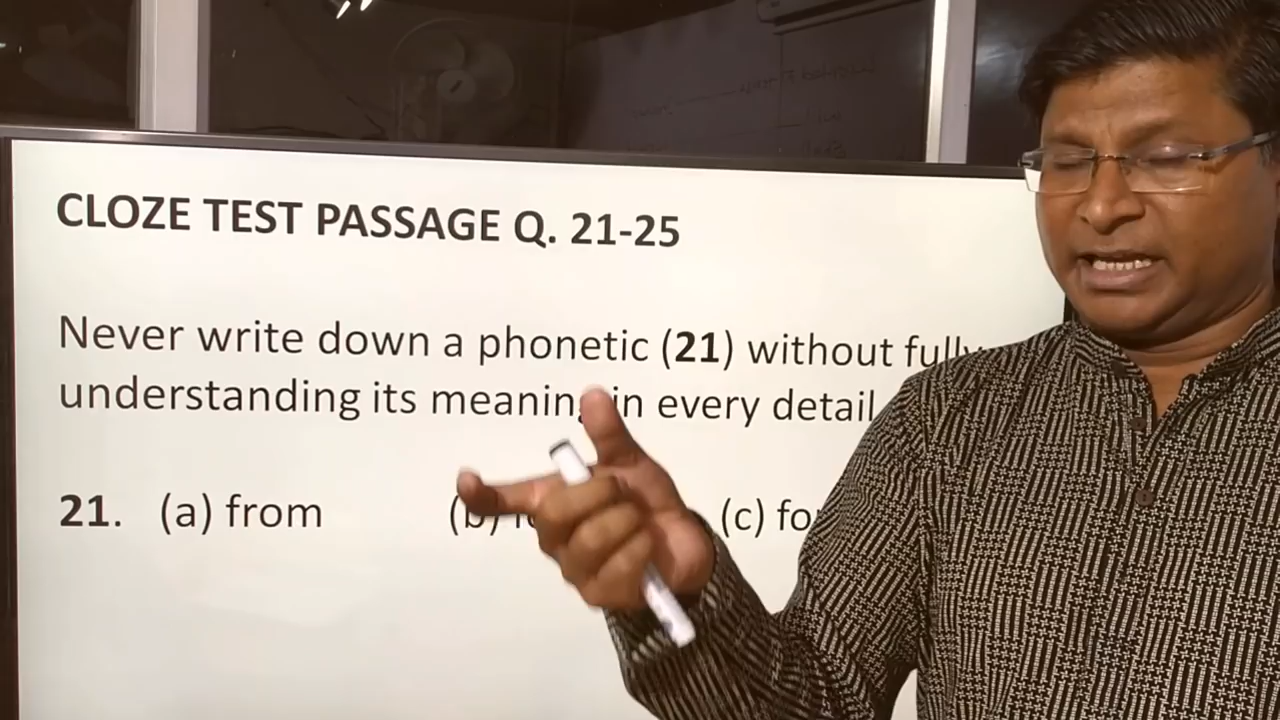 CLOZE TEST PASSAGE Q. 21-25
Never write down a phonetic (21) without fully
understanding its meaning in every detail
21. (a) from (b) (c)